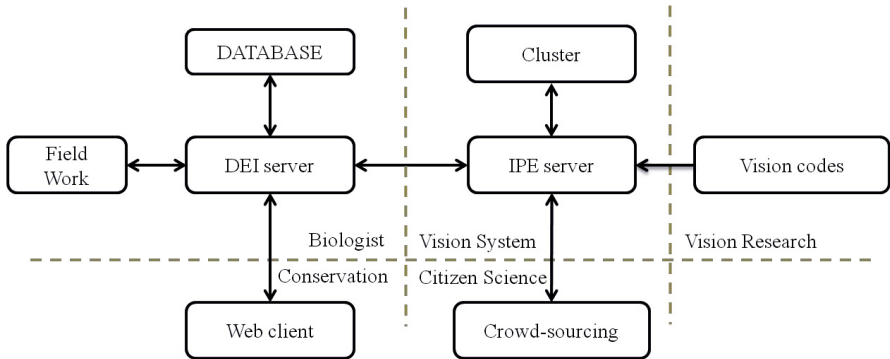 DATABASE
Cluster
Field
Work
DEI server
IPE server
Vision codes
Biologist
Vision System
Vision Research
Conservation
Citizen Science
Web client
Crowd-sourcing